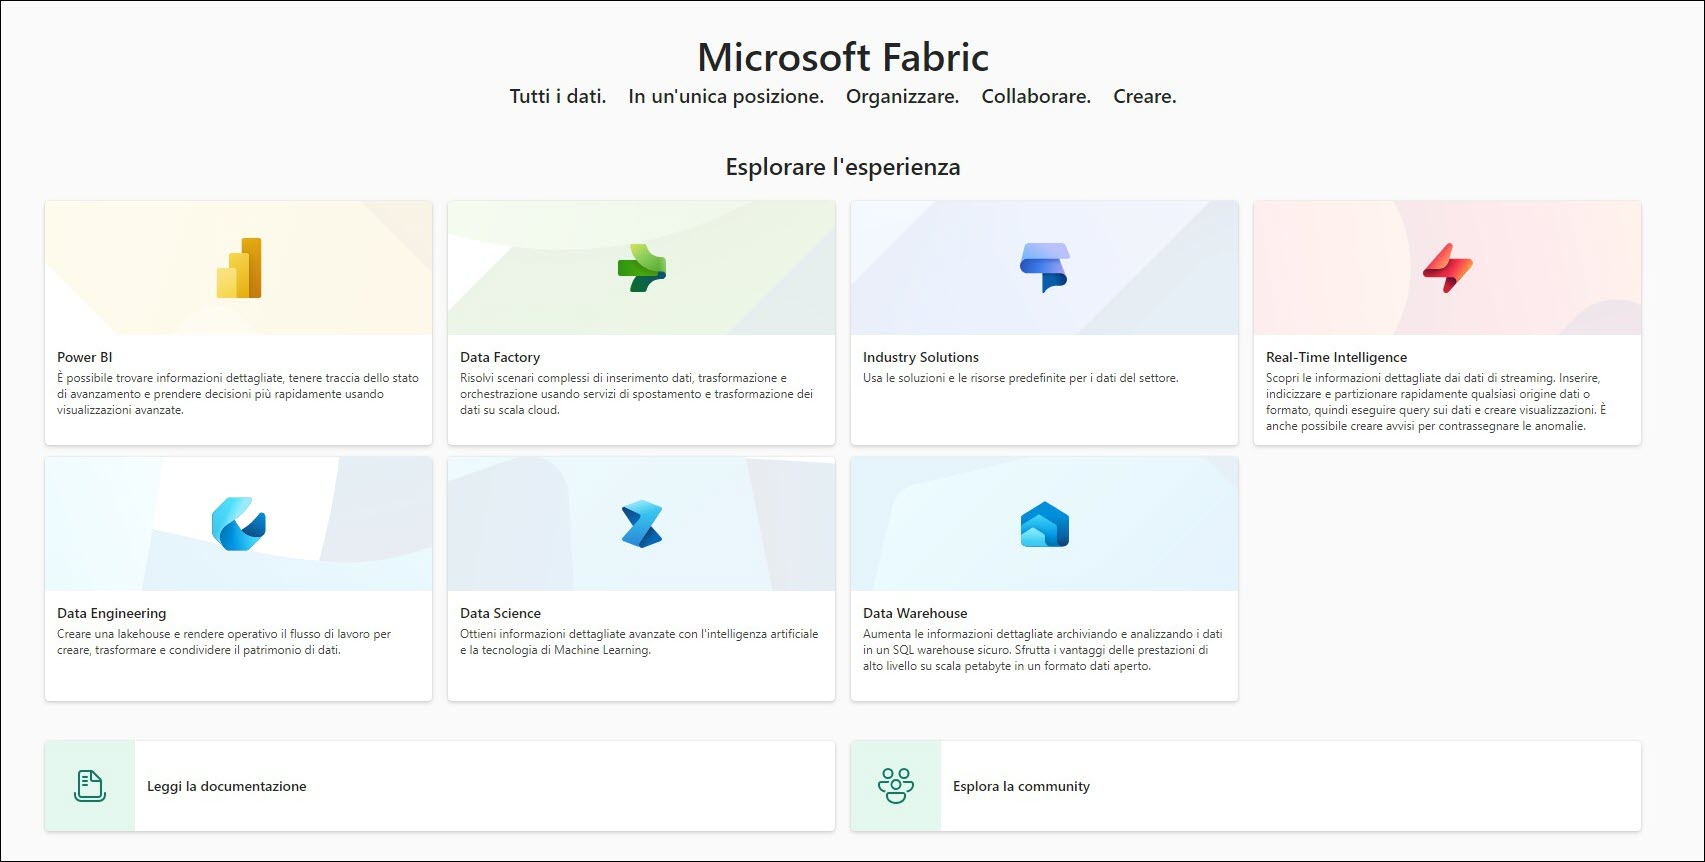 Microsoft Fabric
Tutti i dati. In un'unica posizione. Organizzare. Collaborare. Creare.
Esplorare l'esperienza
Power BI
È possibile trovare informazioni dettagliate, tenere traccia dello stato
di avanzamento e prendere decisioni più rapidamente usando
visualizzazioni avanzate.
Data Factory
Risolvi scenari complessi di inserimento dati, trasformazione e
orchestrazione usando servizi di spostamento e trasformazione dei
dati su scala cloud.
Industry Solutions
Usa le soluzioni e le risorse predefinite per i dati del settore.
Real-Time Intelligence
Scopri le informazioni dettagliate dai dati di streaming. Inserire,
indicizzare e partizionare rapidamente qualsiasi origine dati o
formato, quindi eseguire query sui dati e creare visualizzazioni. È
anche possibile creare avvisi per contrassegnare le anomalie.
Data Engineering
Creare una lakehouse e rendere operativo il flusso di lavoro per
creare, trasformare e condividere il patrimonio di dati.
Data Science
Ottieni informazioni dettagliate avanzate con l'intelligenza artificiale
e la tecnologia di Machine Learning.
Data Warehouse
Aumenta le informazioni dettagliate archiviando e analizzando i dati
in un SQL warehouse sicuro. Sfrutta i vantaggi delle prestazioni di
alto livello su scala petabyte in un formato dati aperto.
Leggi la documentazione
Esplora la community